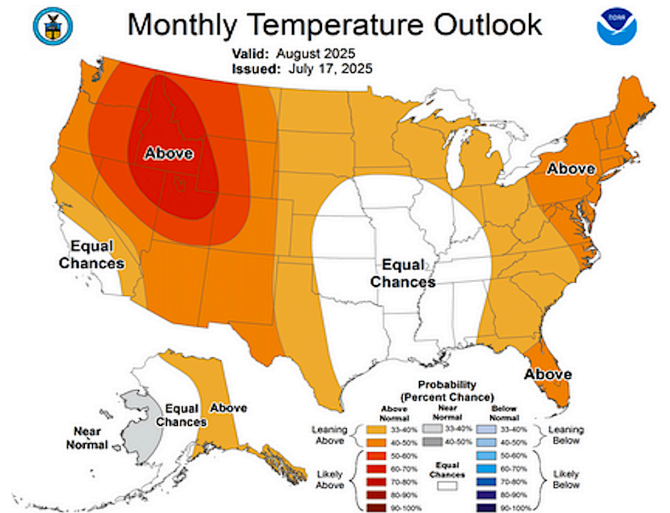 Monthly Temperature Outlook
NOAA
Valid: August 2025
Issued: July 17, 2025
Above
Above
Equal
Chances
Equal
Chances
Above
Equal
Chances
Above
Near
Normal
Probability
(Percent Chance)
Above
Normal
Near
Normal
Below
Normal
Leaning
Above
33-40%
33-40%
33-40%
Leaning
Below
40-50%
40-50%
40-50%
Likely
Above
50-60%
60-70%
70-80%
80-90%
90-100%
Equal
Chances
50-60%
60-70%
70-80%
80-90%
90-100%
Likely
Below